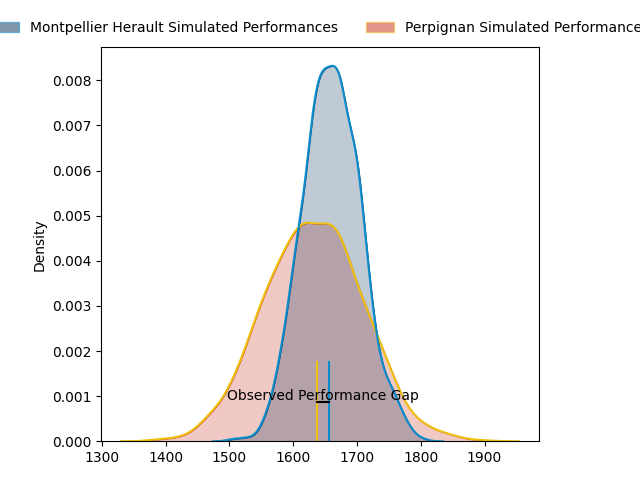 Montpellier Herault Simulated Performances
Perpignan Simulated Performance
0.008
0.007
0.006
0.005
0.004
0.003
0.002
0.001
0.000
Density
Observed Performance Gap
1300 1400 1500 1600 1700 1800 1900